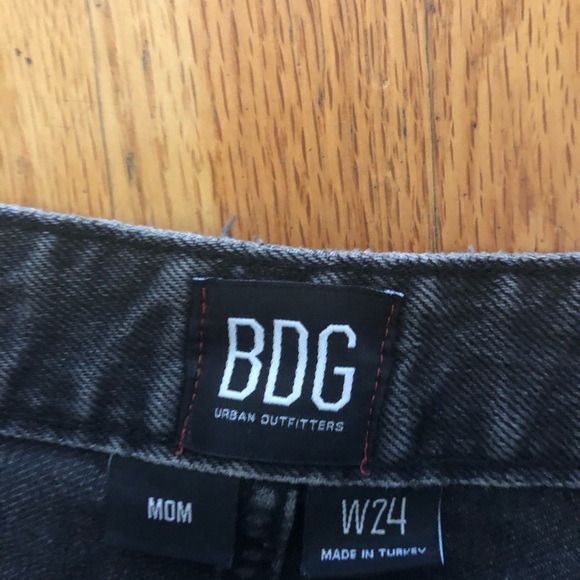 BDG
URBAN OUTFITTERS
MOM
W24
MADE IN TURKEY